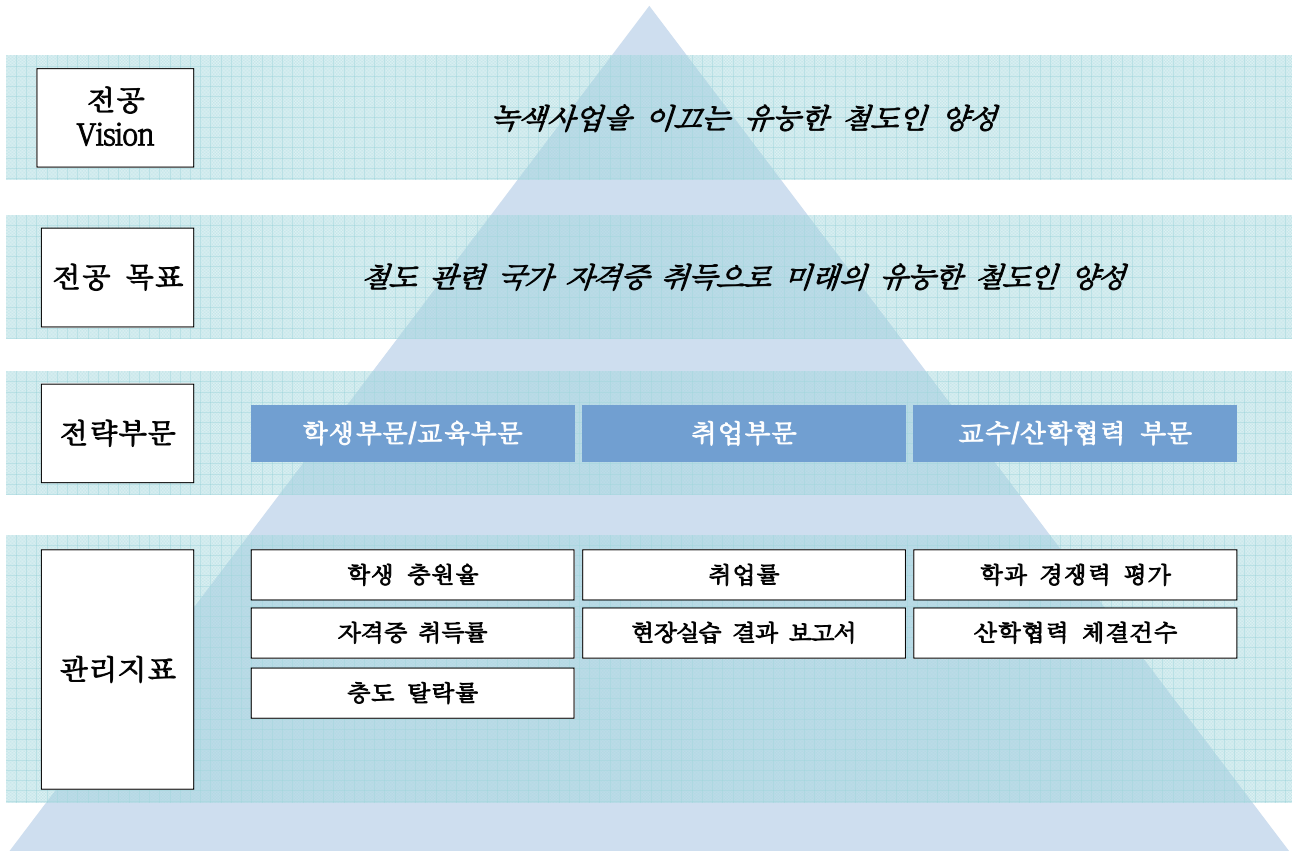 전공
Vision
녹색사업을 이끄는 유능한 철도인 양성
전공 목표
철도 관련 국가 자격증 취득으로 미래의 유능한 철도인 양성
전략부문
학생부문/교육부문
취업부문
교수/산학협력 부문
관리지표
학생 충원율
취업률
학과 경쟁력 평가
자격증 취득률
현장실습 결과 보고서
산학협력 체결건수
충도 탈락률